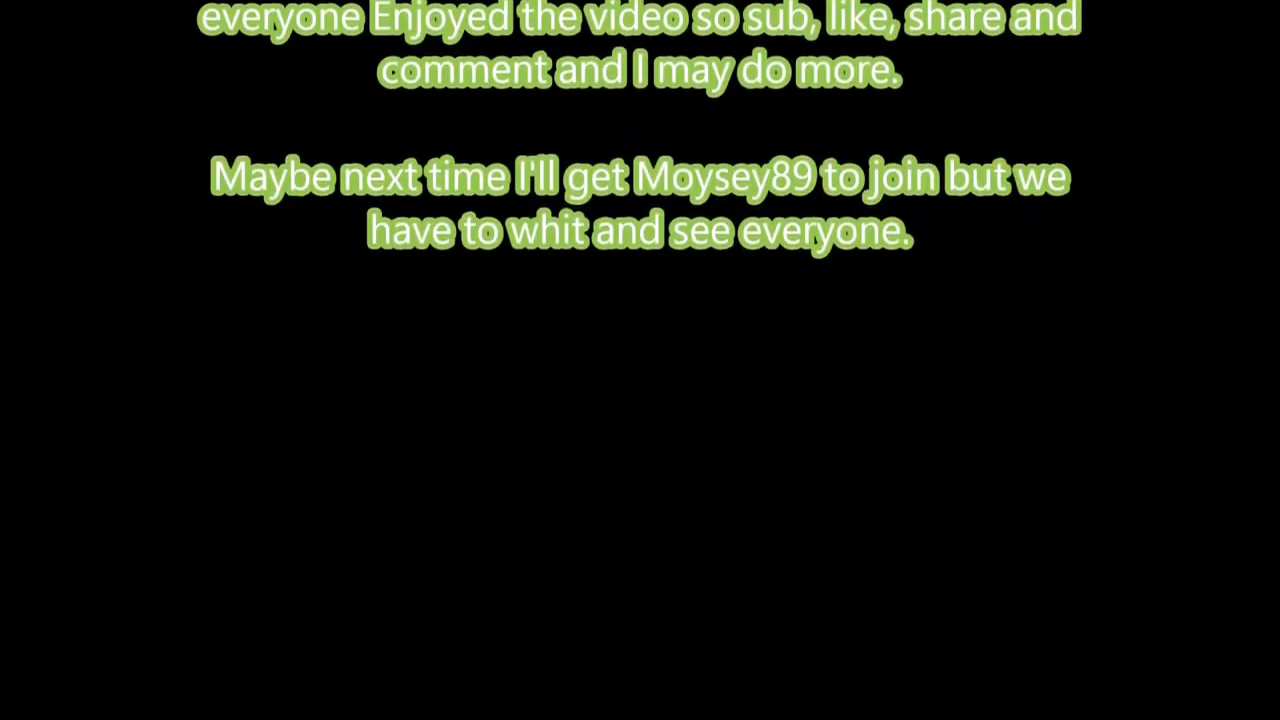 everyone Enjoyed the video so sub, like, share and
comment and I may do more.
Maybe next time I'll get Moysey89 to join but we
have to whit and see everyone.